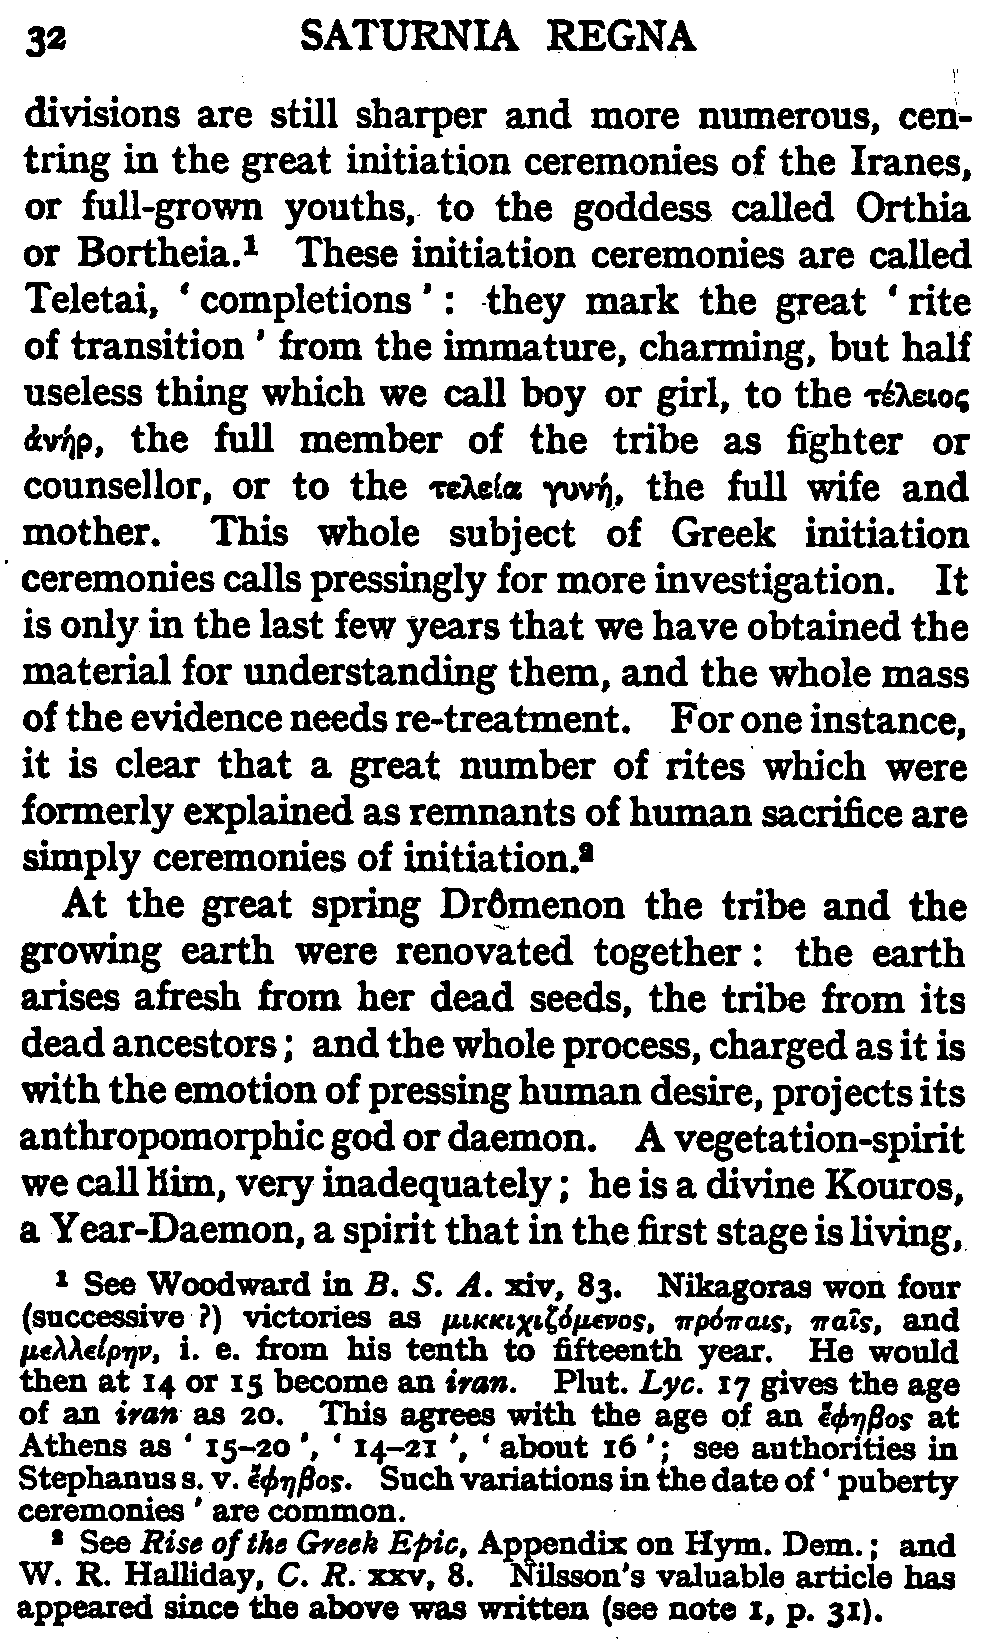 32 SATURNIA REGNA
divisions are still sharper and more numerous, cen-
tring in the great initiation ceremonies of the Iranes,
or full-grown youths, to the goddess called Orthia
or Bortheia.¹ These initiation ceremonies are called
Teletai, ‘ completions ’ : they mark the great ‘ rite
of transition ’ from the immature, charming, but half
useless thing which we call boy or girl, to the τέλειος
ἀνήρ, the full member of the tribe as fighter or
counsellor, or to the τελεία γυνή, the full wife and
mother. This whole subject of Greek initiation
ceremonies calls pressingly for more investigation. It
is only in the last few years that we have obtained the
material for understanding them, and the whole mass
of the evidence needs re-treatment. For one instance,
it is clear that a great number of rites which were
formerly explained as remnants of human sacrifice are
simply ceremonies of initiation.²
At the great spring Drômenon the tribe and the
growing earth were renovated together : the earth
arises afresh from her dead seeds, the tribe from its
dead ancestors ; and the whole process, charged as it is
with the emotion of pressing human desire, projects its
anthropomorphic god or daemon. A vegetation-spirit
we call him, very inadequately ; he is a divine Kouros,
a Year-Daemon, a spirit that in the first stage is living,
¹ See Woodward in B. S. A. xiv, 83. Nikagoras won four
(successive ?) victories as μικκιχιζόμενος, πρόπαις, παῖς, and
μελλείρην, i. e. from his tenth to fifteenth year. He would
then at 14 or 15 become an iran. Plut. Lyc. 17 gives the age
of an iran as 20. This agrees with the age of an ἔφηβος at
Athens as ‘ 15–20 ’, ‘ 14–21 ’, ‘ about 16 ’ ; see authorities in
Stephanus s. v. ἔφηβος. Such variations in the date of ‘ puberty
ceremonies ’ are common.
² See Rise of the Greek Epic, Appendix on Hym. Dem. ; and
W. R. Halliday, C. R. xxv, 8. Nilsson's valuable article has
appeared since the above was written (see note 1, p. 31).